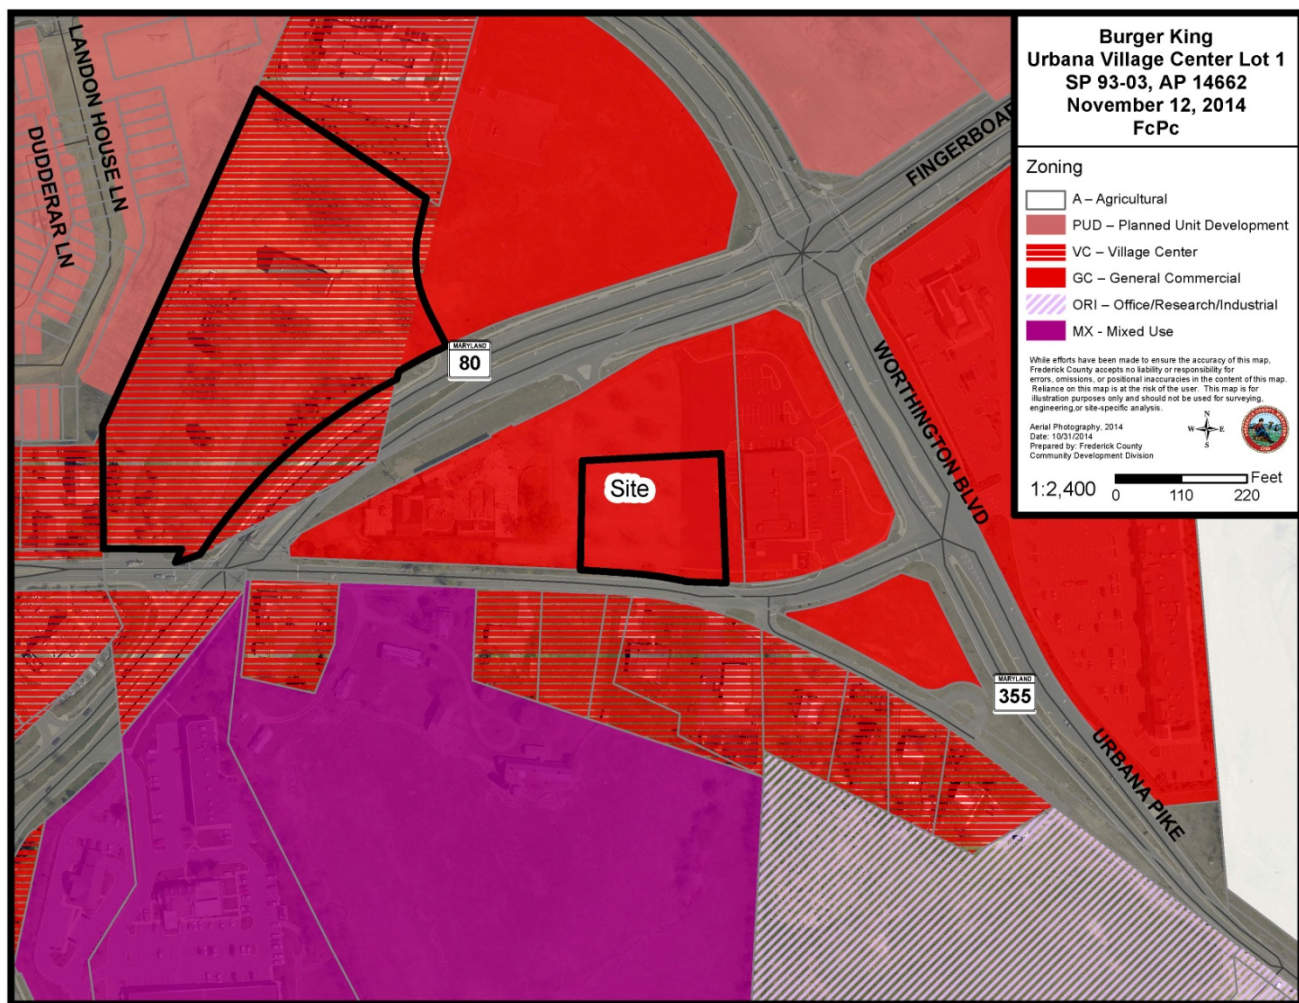 Burger King
Urbana Village Center Lot 1
SP 93-03, AP 14662
November 12, 2014
FcPc
Zoning
A – Agricultural
PUD – Planned Unit Development
VC – Village Center
GC – General Commercial
ORI – Office/Research/Industrial
MX - Mixed Use
While efforts have been made to ensure the accuracy of this map,
Frederick County accepts no liability or responsibility for
errors, omissions, or positional inaccuracies in the content of this map.
Reliance on this map is at the risk of the user. This map is for
illustration purposes only and should not be used for surveying,
engineering,or site-specific analysis.
Aerial Photography, 2014
Date: 10/31/2014
Prepared by: Frederick County
Community Development Division
N
W E
S
1:2,400
Feet
0 110 220
LANDON HOUSE LN
DUDDERAR LN
FINGERBOAR
MARYLAND
80
WORTHINGTON BLVD
Site
MARYLAND
355
URBANA PIKE